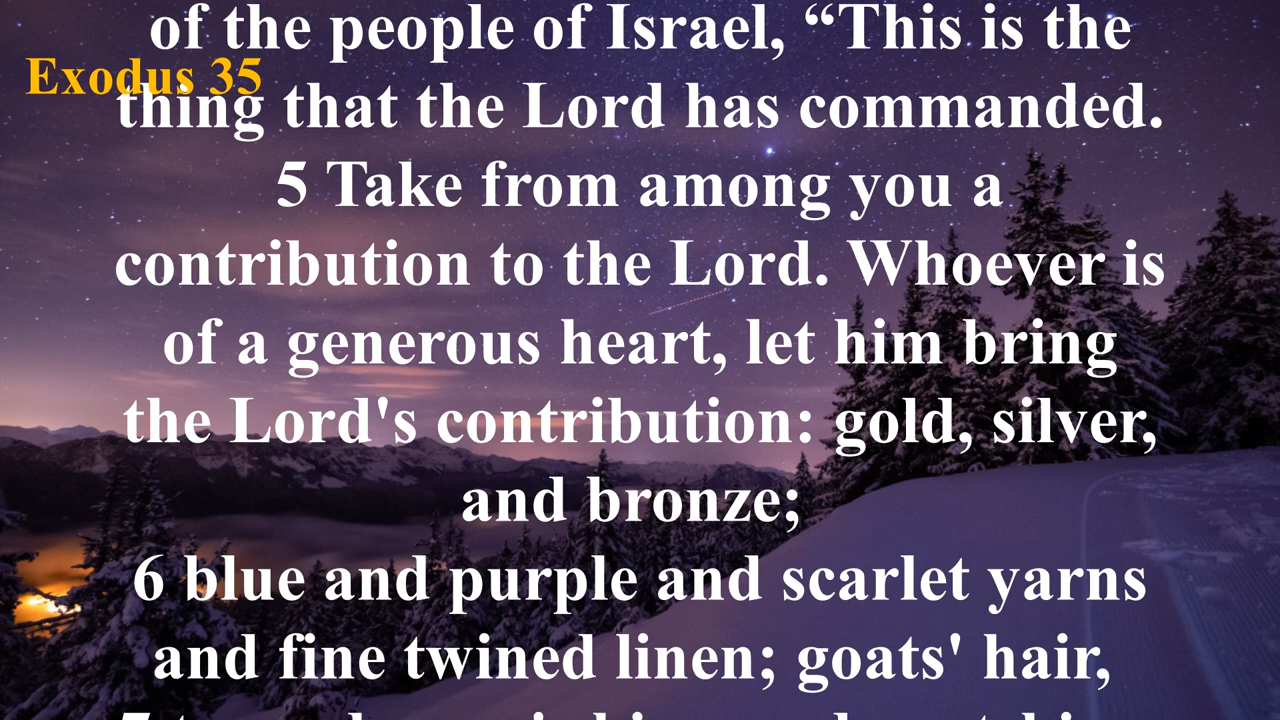 of the people of Israel, “This is the
Exodus 35
thing that the Lord has commanded.
5 Take from among you a
contribution to the Lord. Whoever is
of a generous heart, let him bring
the Lord's contribution: gold, silver,
and bronze;
6 blue and purple and scarlet yarns
and fine twined linen; goats' hair,